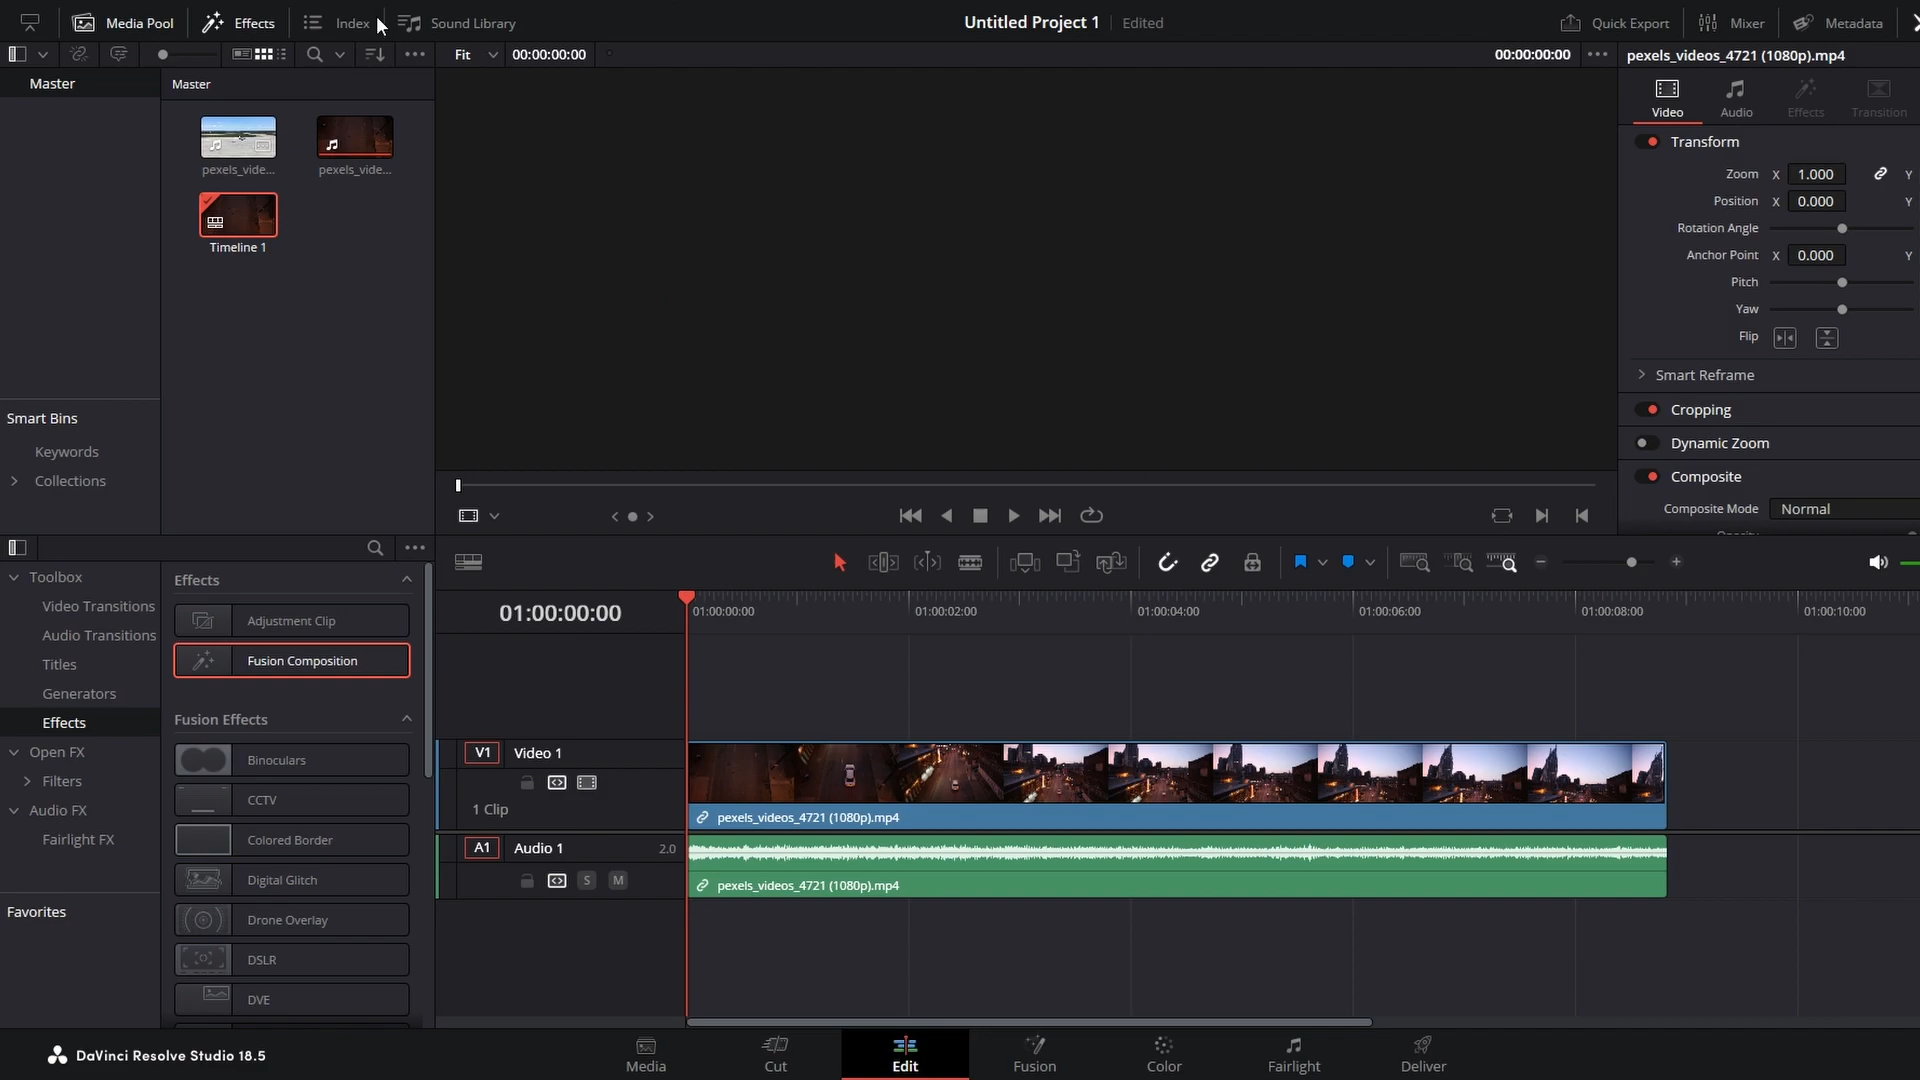 Media Pool
Effects
Index
Sound Library
Untitled Project 1
Edited
Quick Export
Mixer
Metadata
Fit
00:00:00:00
00:00:00:00
pexels_videos_4721 (1080p).mp4
Master
Master
pexels_vide...
pexels_vide...
Timeline 1
Smart Bins
Keywords
Collections
Video
Audio
Effects
Transition
Transform
Zoom X 1.000 Y
Position X 0.000 Y
Rotation Angle
Anchor Point X 0.000 Y
Pitch
Yaw
Flip
Smart Reframe
Cropping
Dynamic Zoom
Composite
Composite Mode Normal
Toolbox
Video Transitions
Audio Transitions
Titles
Generators
Effects
Open FX
Filters
Audio FX
Fairlight FX
Favorites
Effects
Adjustment Clip
Fusion Composition
Fusion Effects
Binoculars
CCTV
Colored Border
Digital Glitch
Drone Overlay
DSLR
DVE
01:00:00:00
01:00:00:00
01:00:02:00
01:00:04:00
01:00:06:00
01:00:08:00
01:00:10:00
V1 Video 1
1 Clip
pexels_videos_4721 (1080p).mp4
A1 Audio 1 2.0
S M
pexels_videos_4721 (1080p).mp4
DaVinci Resolve Studio 18.5
Media
Cut
Edit
Fusion
Color
Fairlight
Deliver